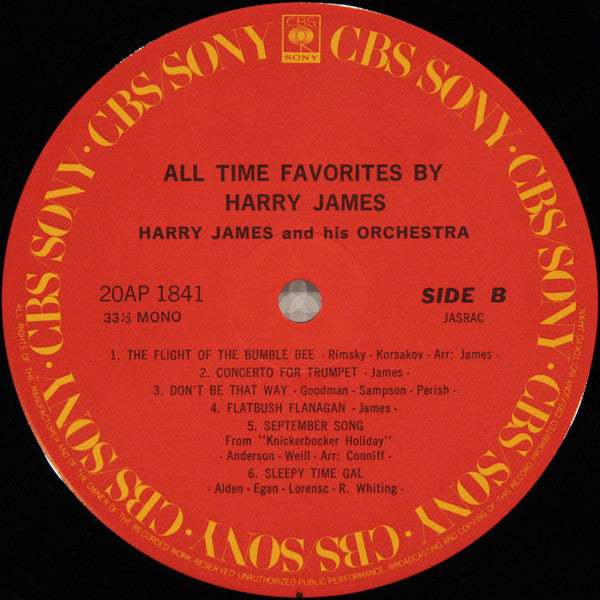 CBS
SONY
CBS/SONY · CBS/SONY · CBS/SONY · CBS/SONY · CBS/SONY · CBS/SONY · CBS/SONY · CBS/SONY
ALL TIME FAVORITES BY
HARRY JAMES
HARRY JAMES and his ORCHESTRA
20AP 1841
SIDE B
33⅓ MONO
JASRAC
1. THE FLIGHT OF THE BUMBLE BEE - Rimsky - Korsakov - Arr: James -
2. CONCERTO FOR TRUMPET - James -
3. DON'T BE THAT WAY - Goodman - Sampson - Perish -
4. FLATBUSH FLANAGAN - James -
5. SEPTEMBER SONG
From "Knickerbocker Holiday"
- Anderson - Weill - Arr: Conniff -
6. SLEEPY TIME GAL
- Alden - Egan - Lorensc - R. Whiting -
ALL RIGHTS OF THE MANUFACTURER AND OF THE OWNER OF THE RECORDED WORK RESERVED. UNAUTHORIZED PUBLIC PERFORMANCE, BROADCASTING AND COPYING OF THIS RECORD PROHIBITED. CBS/SONY INC. TOKYO JAPAN.